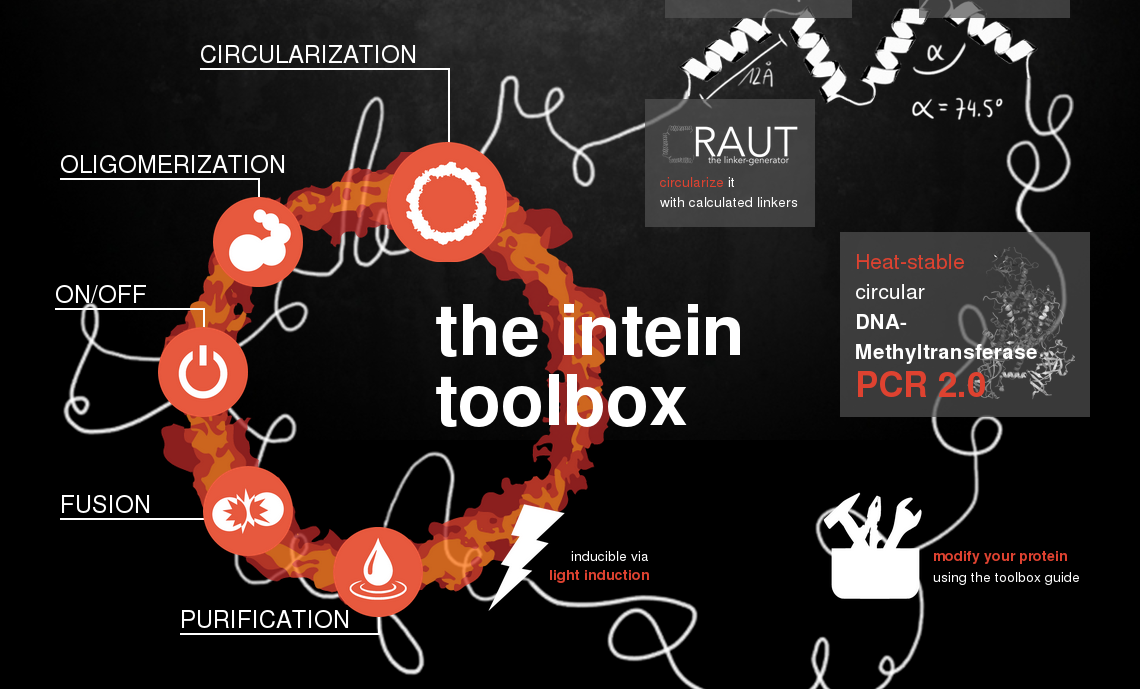 CIRCULARIZATION
OLIGOMERIZATION
ON/OFF
FUSION
PURIFICATION
the intein
toolbox
inducible via
light induction
12Å
α
α = 74.5°
CRAUT
the linker-generator
circularize it
with calculated linkers
Heat-stable
circular
DNA-
Methyltransferase
PCR 2.0
modify your protein
using the toolbox guide